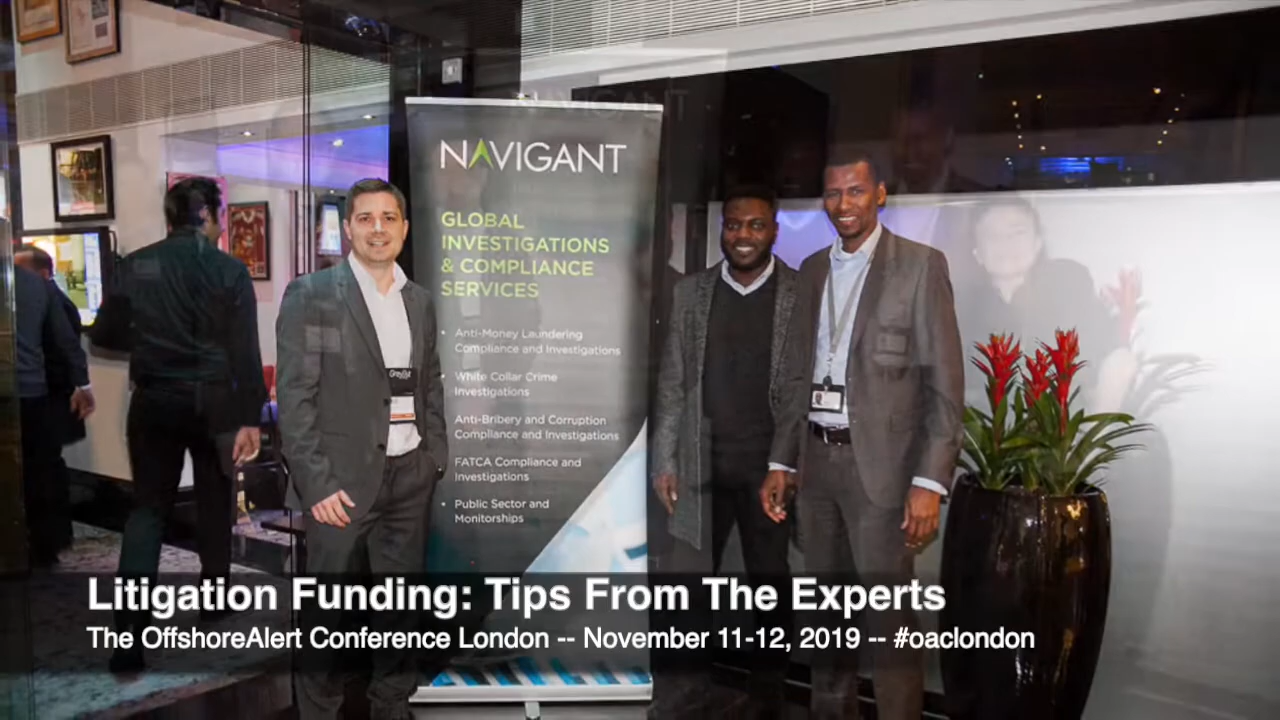 NAVIGANT
NAVIGANT
GLOBAL
INVESTIGATIONS
& COMPLIANCE
SERVICES
• Anti-Money Laundering
Compliance and Investigations
• White Collar Crime
Investigations
Anti-Bribery and Corruption
Compliance and Investigations
FATCA Compliance and
Investigations
• Public Sector and
Monitorships
Litigation Funding: Tips From The Experts
The OffshoreAlert Conference London -- November 11-12, 2019 -- #oaclondon